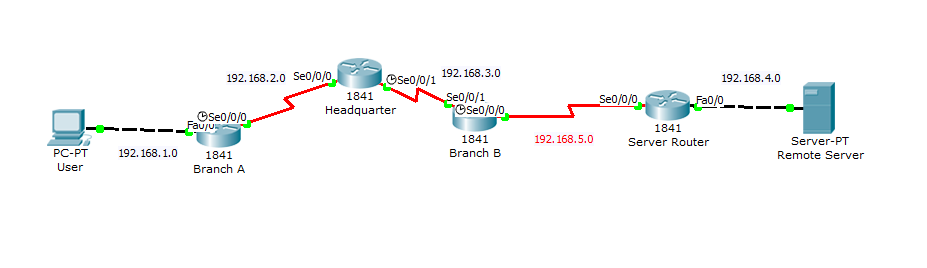 192.168.2.0
Se0/0/0
1841
Headquarter
Se0/0/1
192.168.3.0
PC-PT
User
192.168.1.0
Fa0/0
Se0/0/0
1841
Branch A
Se0/0/1
Se0/0/0
1841
Branch B
192.168.5.0
Se0/0/0
1841
Server Router
Fa0/0
192.168.4.0
Server-PT
Remote Server